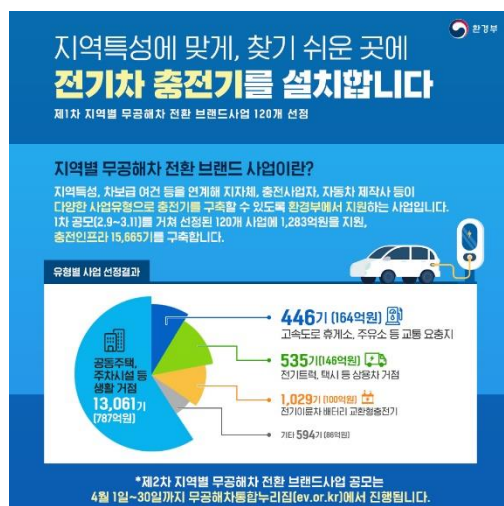 환경부
지역특성에 맞게, 찾기 쉬운 곳에
전기차 충전기를 설치합니다
제1차 지역별 무공해차 전환 브랜드사업 120개 선정
지역별 무공해차 전환 브랜드 사업이란?
지역특성, 차보급 여건 등을 연계해 지자체, 충전사업자, 자동차 제작사 등이
다양한 사업유형으로 충전기를 구축할 수 있도록 환경부에서 지원하는 사업입니다.
1차 공모(2.9~3.11)를 거쳐 선정된 120개 사업에 1,283억원을 지원,
충전인프라 15,665기를 구축합니다.
유형별 사업 선정결과
공동주택,
주차시설 등
생활 거점
13,061기
(787억원)
446기 (164억원)
고속도로 휴게소, 주유소 등 교통 요충지
535기(146억원)
전기트럭, 택시 등 상용차 거점
1,029기 (100억원)
전기이륜차 배터리 교환형충전기
기타 594기 (86억원)
*제2차 지역별 무공해차 전환 브랜드사업 공모는
4월 1일~30일까지 무공해차통합누리집(ev.or.kr)에서 진행됩니다.